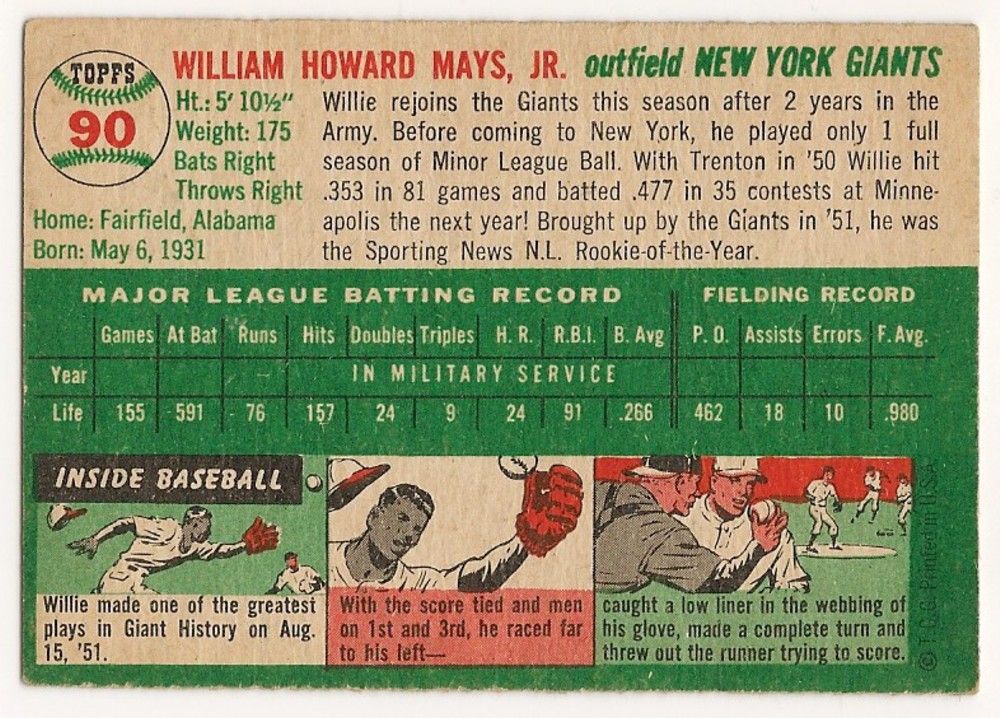 TOPPS
90
WILLIAM HOWARD MAYS, JR. outfield NEW YORK GIANTS
Ht.: 5' 10½"
Weight: 175
Bats Right
Throws Right
Home: Fairfield, Alabama
Born: May 6, 1931
Willie rejoins the Giants this season after 2 years in the
Army. Before coming to New York, he played only 1 full
season of Minor League Ball. With Trenton in '50 Willie hit
.353 in 81 games and batted .477 in 35 contests at Minne-
apolis the next year! Brought up by the Giants in '51, he was
the Sporting News N.L. Rookie-of-the-Year.
MAJOR LEAGUE BATTING RECORD FIELDING RECORD
Games At Bat Runs Hits Doubles Triples H. R. R.B.I. B. Avg P. O. Assists Errors F. Avg.
Year IN MILITARY SERVICE
Life 155 591 76 157 24 9 24 91 .266 462 18 10 .980
INSIDE BASEBALL
Willie made one of the greatest
plays in Giant History on Aug.
15, '51.
With the score tied and men
on 1st and 3rd, he raced far
to his left—
caught a low liner in the webbing of
his glove, made a complete turn and
threw out the runner trying to score.
© T.C.G. Printed in U.S.A.